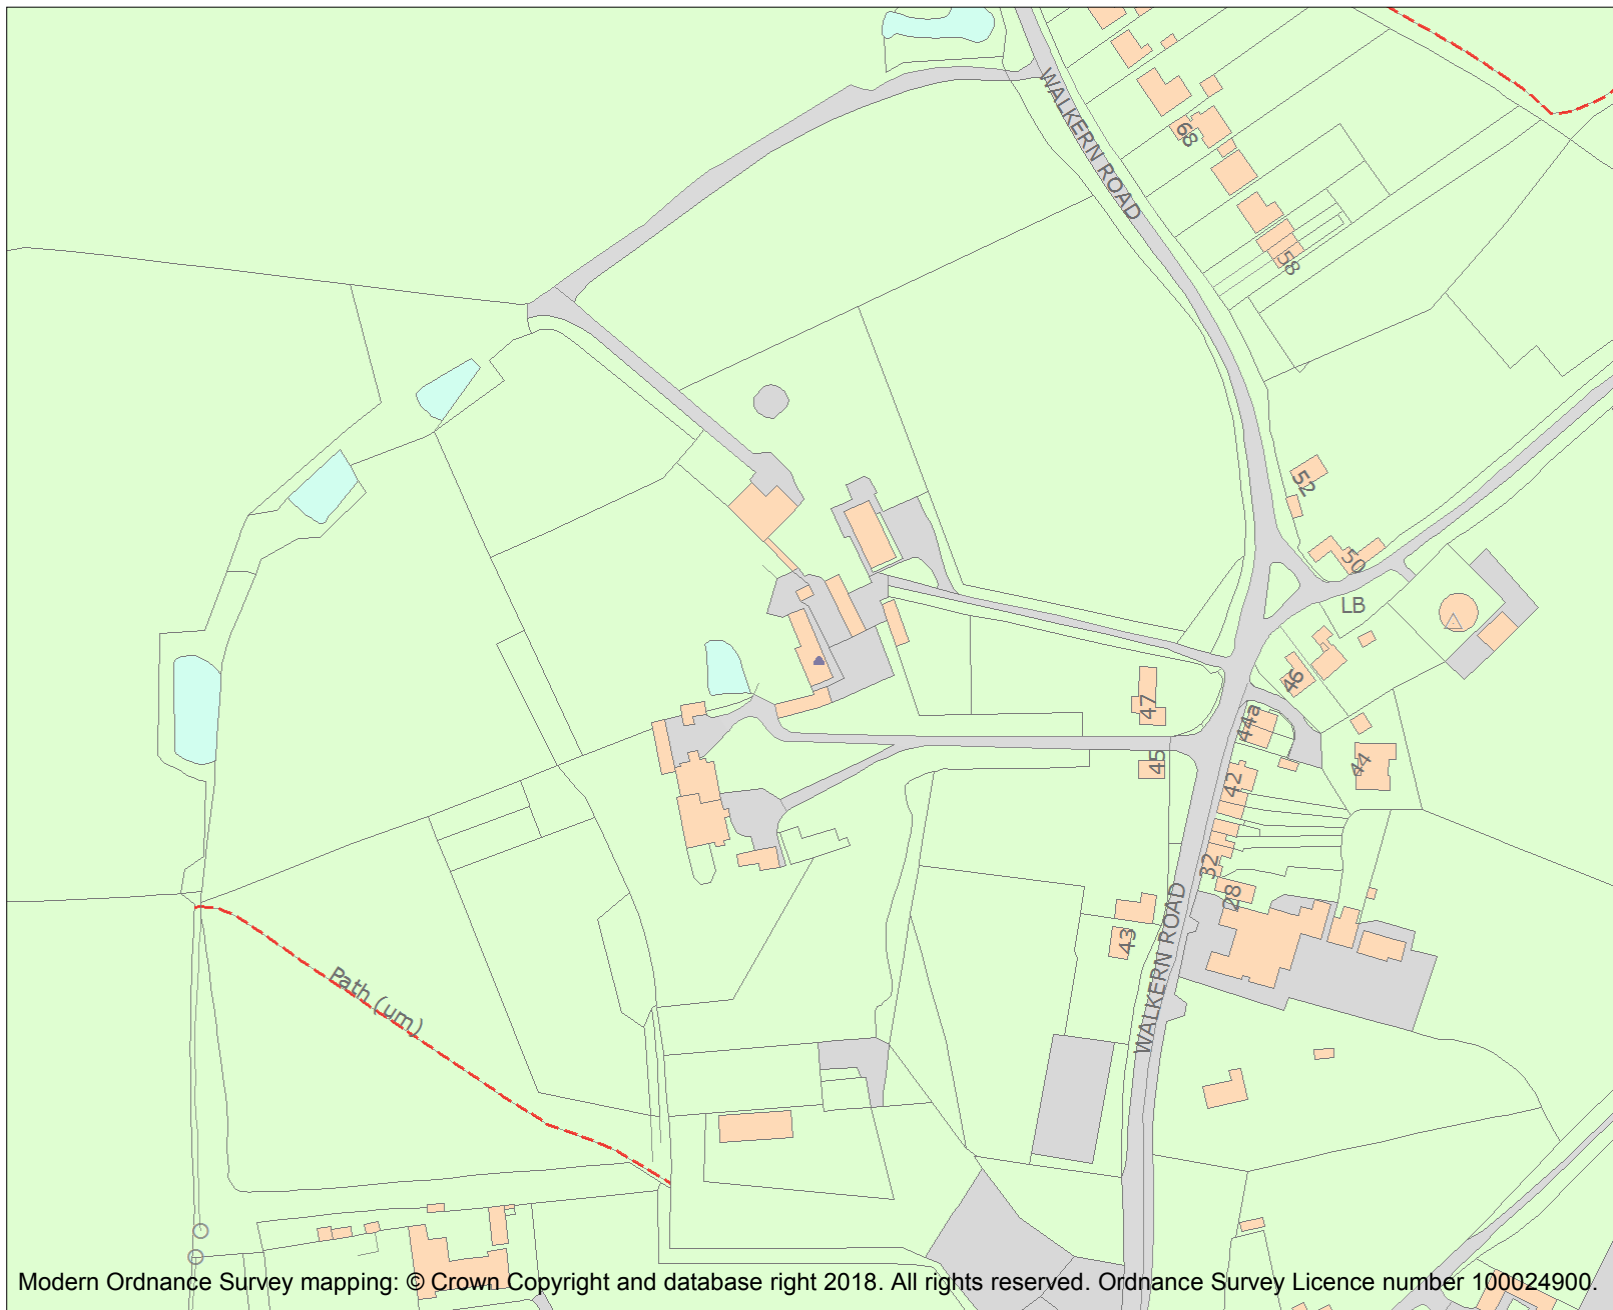 WALKERN ROAD
68
58
52
50
LB
46
47
44a
45
44
42
32
28
43
WALKERN ROAD
Path (um)
Modern Ordnance Survey mapping: © Crown Copyright and database right 2018. All rights reserved. Ordnance Survey Licence number 100024900.